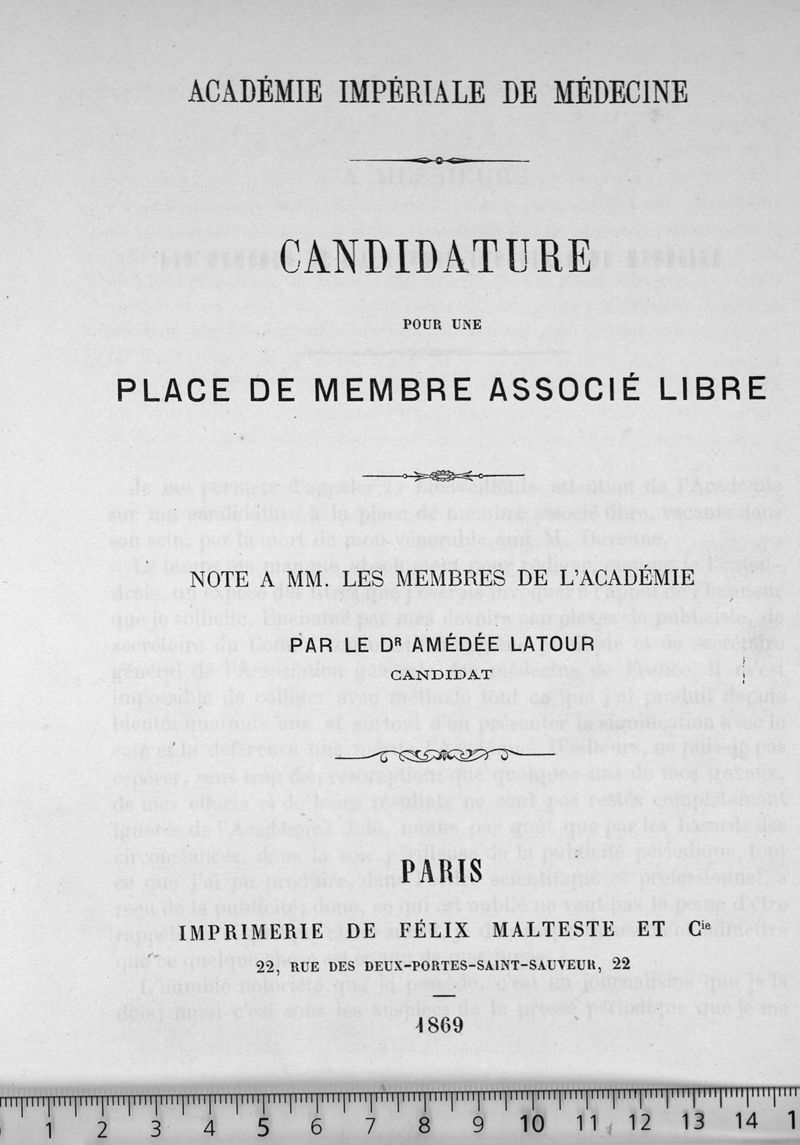 ACADÉMIE IMPÉRIALE DE MÉDECINE
CANDIDATURE
POUR UNE
PLACE DE MEMBRE ASSOCIÉ LIBRE
NOTE A MM. LES MEMBRES DE L'ACADÉMIE
PAR LE Dʳ AMÉDÉE LATOUR
CANDIDAT
PARIS
IMPRIMERIE DE FÉLIX MALTESTE ET Cⁱᵉ
22, RUE DES DEUX-PORTES-SAINT-SAUVEUR, 22
1869
1 2 3 4 5 6 7 8 9 10 11 12 13 14 1